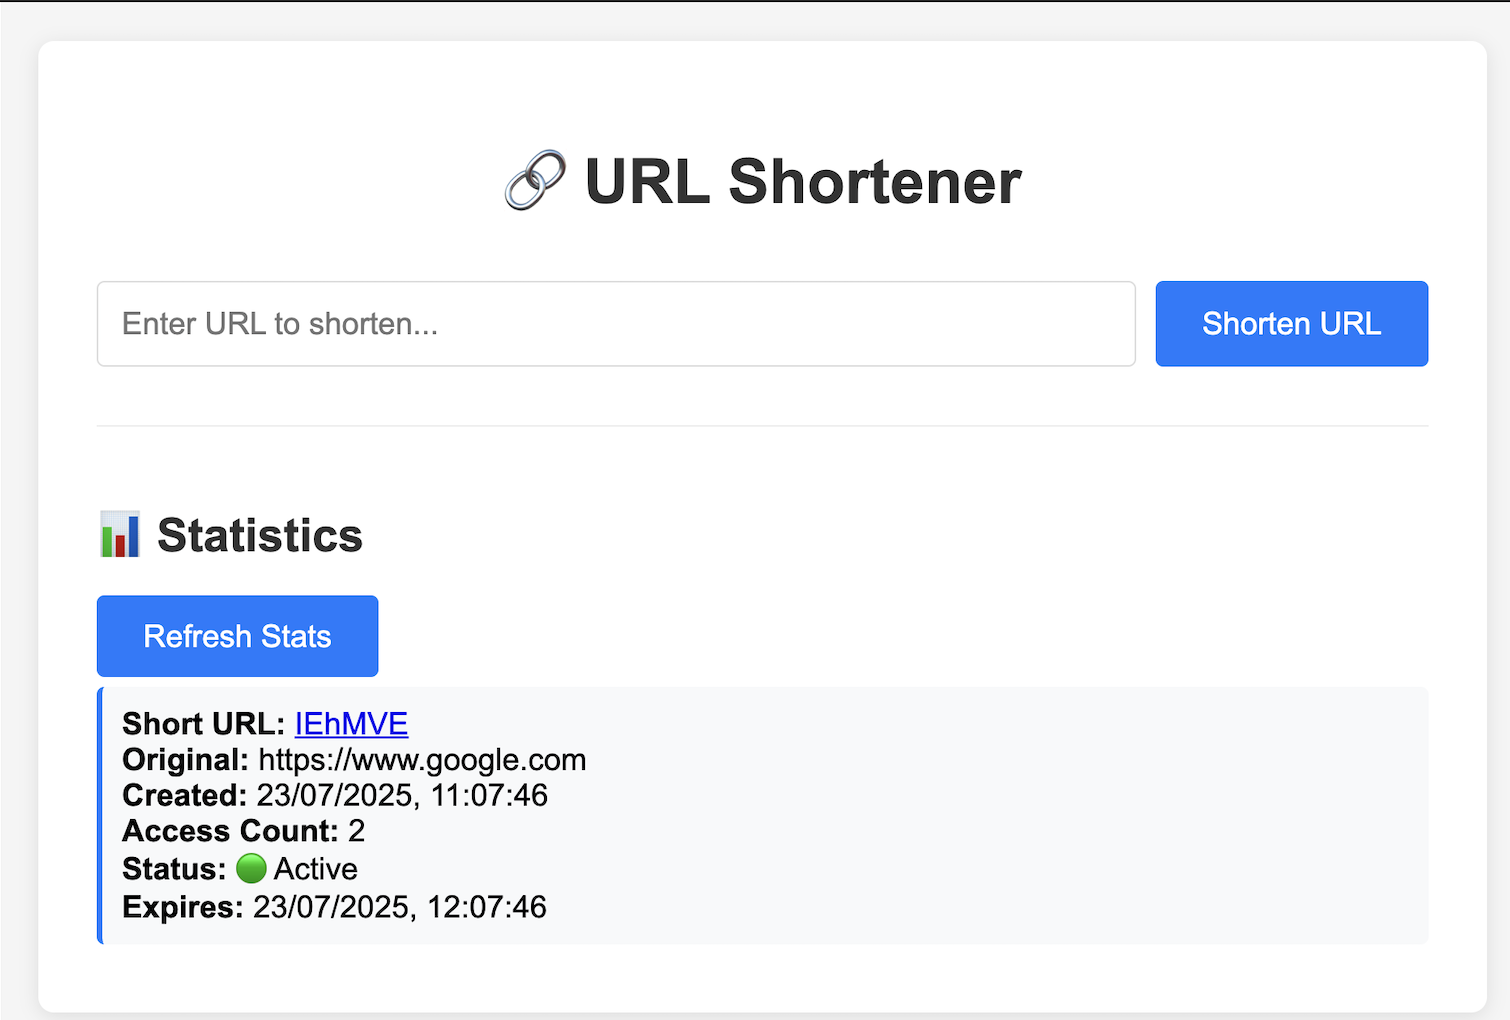 🔗 URL Shortener
Enter URL to shorten...
Shorten URL
📊 Statistics
Refresh Stats
Short URL: IEhMVE
Original: https://www.google.com
Created: 23/07/2025, 11:07:46
Access Count: 2
Status: 🟢 Active
Expires: 23/07/2025, 12:07:46